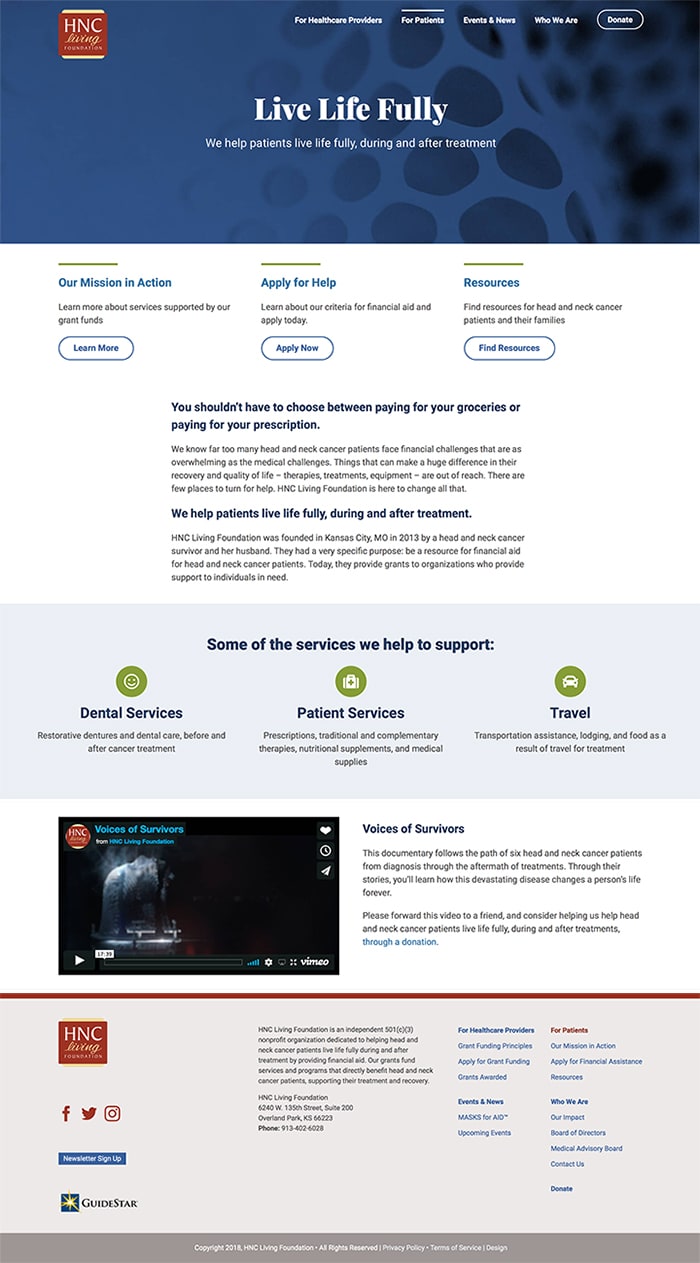 HNC
living
FOUNDATION
For Healthcare Providers
For Patients
Events & News
Who We Are
Donate
Live Life Fully
We help patients live life fully, during and after treatment
Our Mission in Action
Learn more about services supported by our
grant funds
Learn More
Apply for Help
Learn about our criteria for financial aid and
apply today.
Apply Now
Resources
Find resources for head and neck cancer
patients and their families
Find Resources
You shouldn't have to choose between paying for your groceries or
paying for your prescription.
We know far too many head and neck cancer patients face financial challenges that are as
overwhelming as the medical challenges. Things that can make a huge difference in their
recovery and quality of life – therapies, treatments, equipment – are out of reach. There are
few places to turn for help. HNC Living Foundation is here to change all that.
We help patients live life fully, during and after treatment.
HNC Living Foundation was founded in Kansas City, MO in 2013 by a head and neck cancer
survivor and her husband. They had a very specific purpose: be a resource for financial aid
for head and neck cancer patients. Today, they provide grants to organizations who provide
support to individuals in need.
Some of the services we help to support:
Dental Services
Restorative dentures and dental care, before and
after cancer treatment
Patient Services
Prescriptions, traditional and complementary
therapies, nutritional supplements, and medical
supplies
Travel
Transportation assistance, lodging, and food as a
result of travel for treatment
HNC
living
Voices of Survivors
from HNC Living Foundation
17:39
vimeo
Voices of Survivors
This documentary follows the path of six head and neck cancer patients
from diagnosis through the aftermath of treatments. Through their
stories, you'll learn how this devastating disease changes a person's life
forever.
Please forward this video to a friend, and consider helping us help head
and neck cancer patients live life fully, during and after treatments,
through a donation.
HNC
living
FOUNDATION
Newsletter Sign Up
GUIDESTAR
HNC Living Foundation is an independent 501(c)(3)
nonprofit organization dedicated to helping head and
neck cancer patients live life fully during and after
treatment by providing financial aid. Our grants fund
services and programs that directly benefit head and neck
cancer patients, supporting their treatment and recovery.
HNC Living Foundation
6240 W. 135th Street, Suite 200
Overland Park, KS 66223
Phone: 913-402-6028
For Healthcare Providers
Grant Funding Principles
Apply for Grant Funding
Grants Awarded
Events & News
MASKS for AID™
Upcoming Events
For Patients
Our Mission in Action
Apply for Financial Assistance
Resources
Who We Are
Our Impact
Board of Directors
Medical Advisory Board
Contact Us
Donate
Copyright 2018, HNC Living Foundation • All Rights Reserved | Privacy Policy • Terms of Service | Design